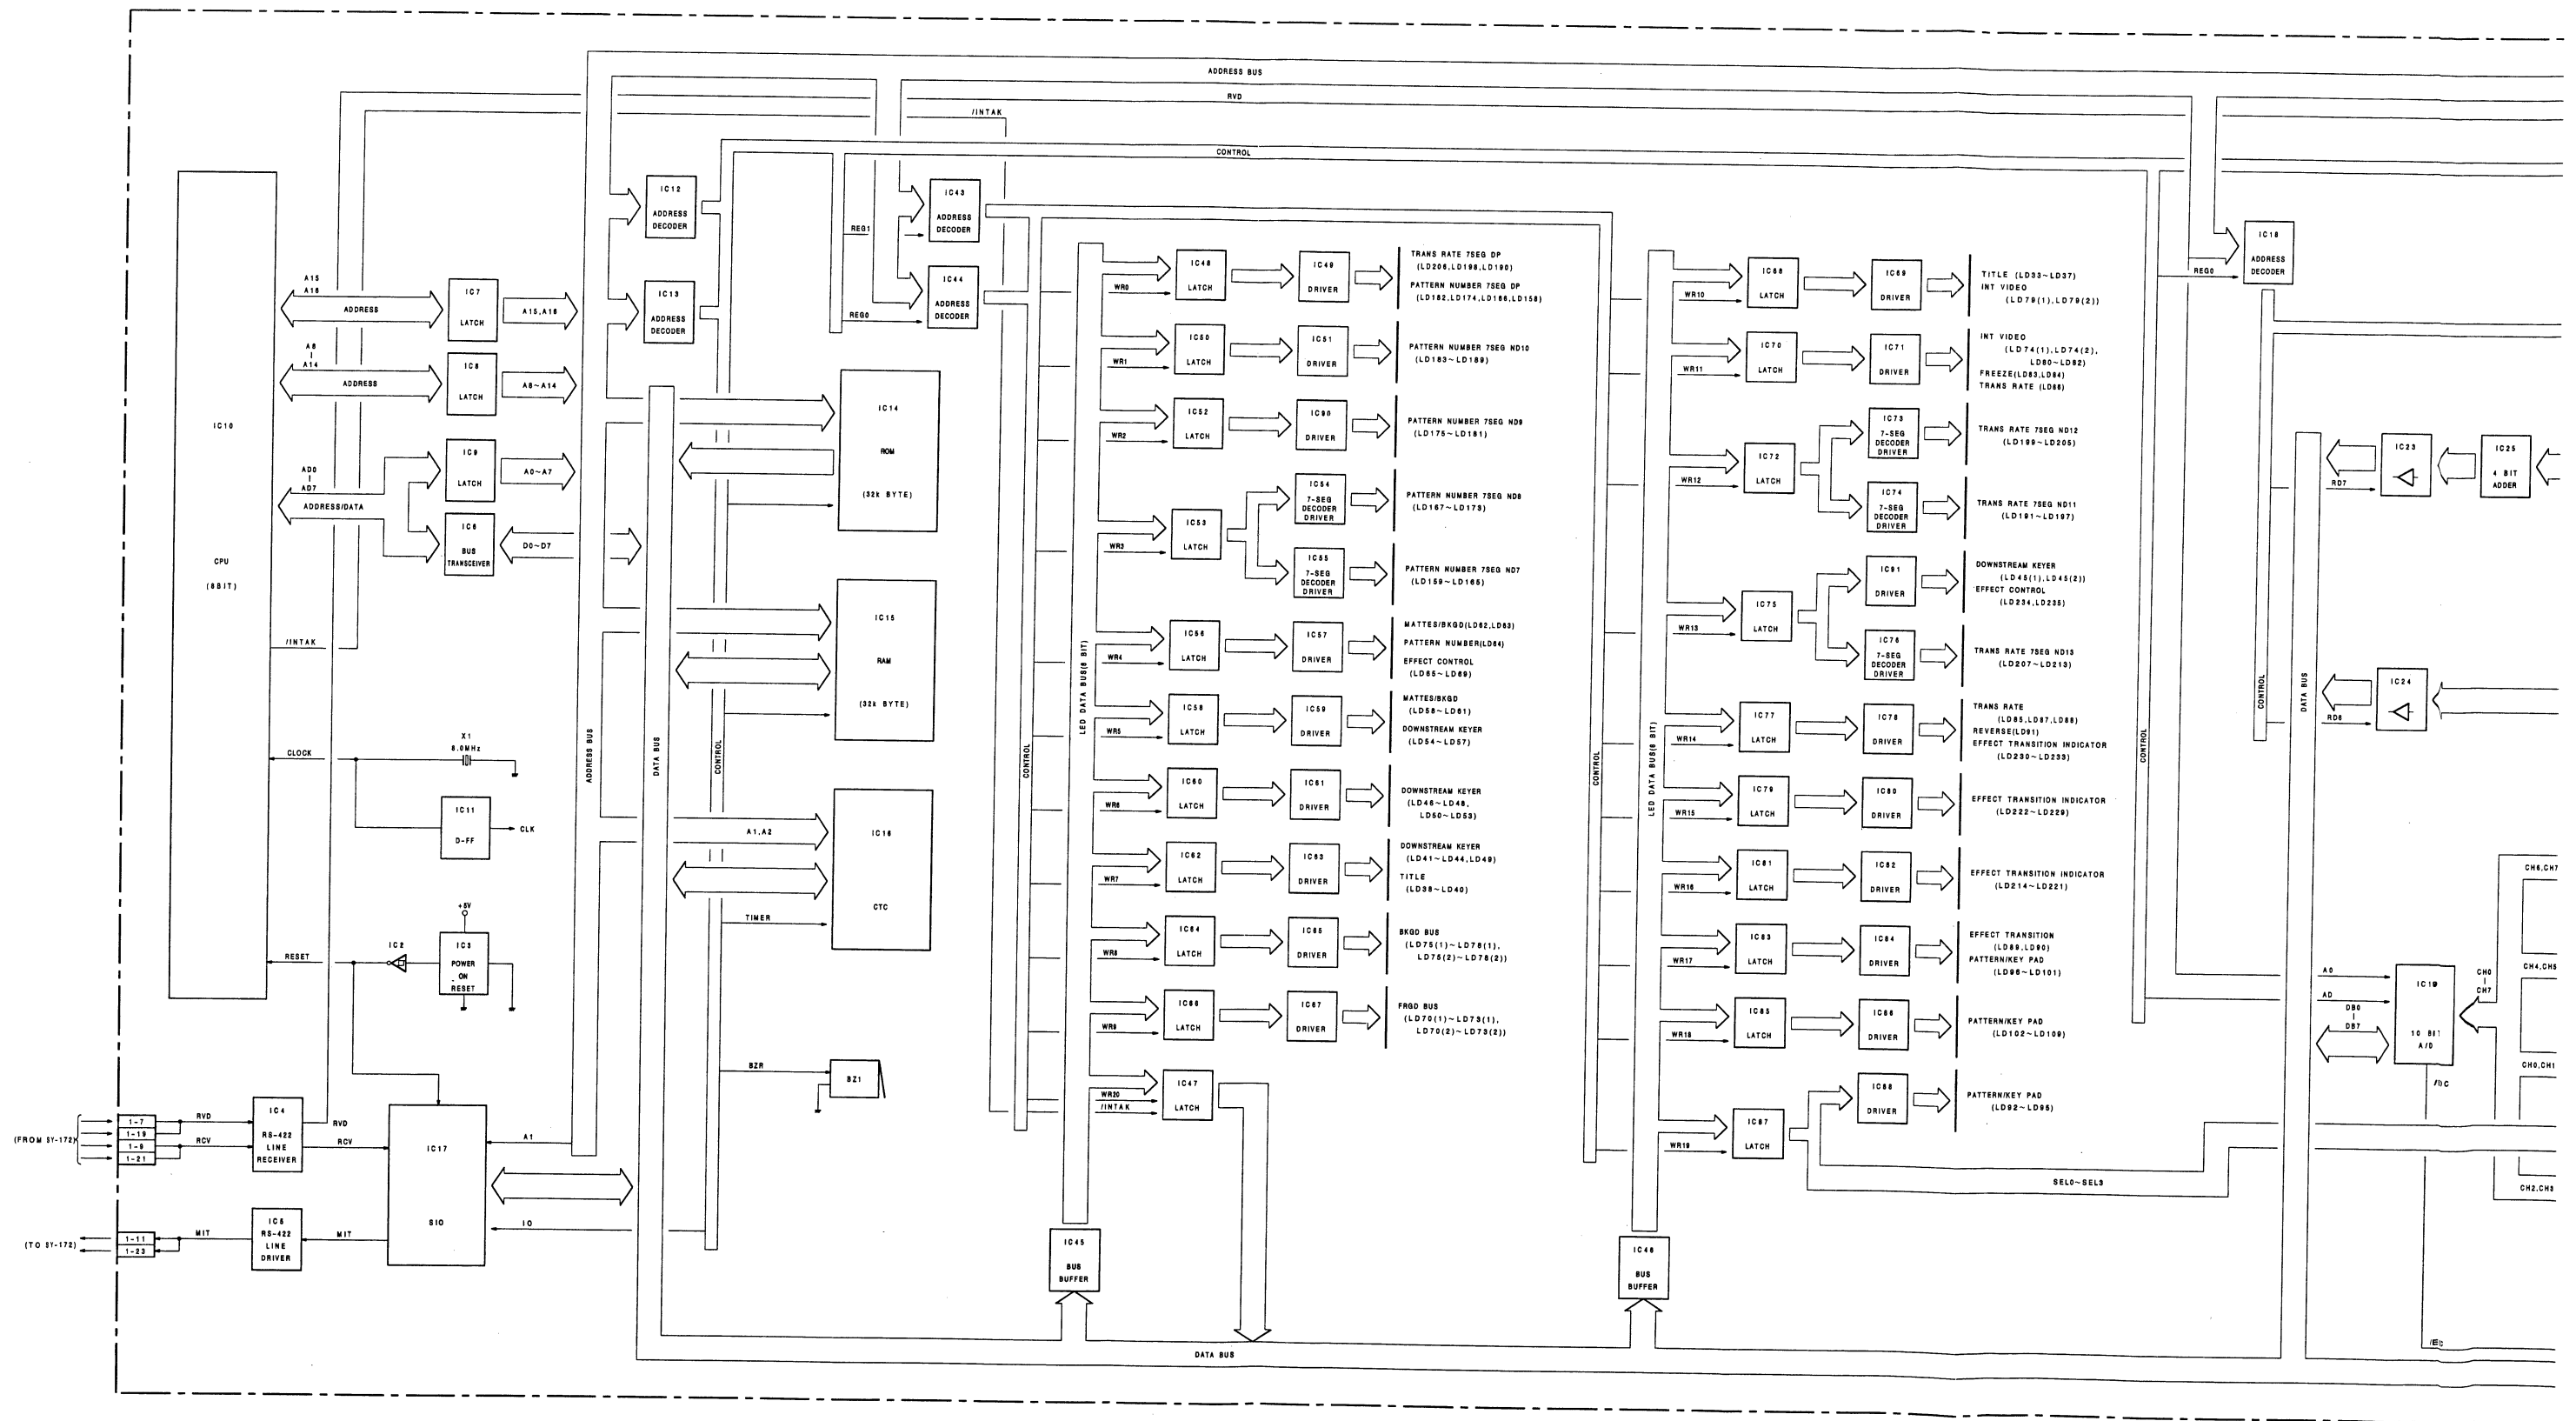 ADDRESS BUS
RVD
/INTAK
CONTROL
IC10
CPU
(8BIT)
A15
A16
ADDRESS
A8
A14
ADDRESS
AD0
AD7
ADDRESS/DATA
/INTAK
CLOCK
X1
8.0MHz
IC11
D-FF
CLK
RESET
IC2
+5V
IC3
POWER
ON
RESET
IC7
LATCH
A15,A16
IC8
LATCH
A8~A14
IC9
LATCH
A0~A7
IC6
BUS
TRANSCEIVER
D0~D7
(FROM SY-172)
1-7
1-19
1-9
1-21
RVD
RCV
IC4
RS-422
LINE
RECEIVER
RVD
RCV
(TO SY-172)
1-11
1-23
MIT
IC5
RS-422
LINE
DRIVER
MIT
IC17
SIO
A1
IO
ADDRESS BUS
DATA BUS
CONTROL
IC12
ADDRESS
DECODER
IC13
ADDRESS
DECODER
IC14
ROM
(32k BYTE)
IC15
RAM
(32k BYTE)
A1,A2
IC16
CTC
TIMER
BZR
BZ1
REG1
IC43
ADDRESS
DECODER
REG0
IC44
ADDRESS
DECODER
CONTROL
LED DATA BUS(8 BIT)
WR0
IC48
LATCH
IC49
DRIVER
TRANS RATE 7SEG DP
(LD206,LD198,LD190)
PATTERN NUMBER 7SEG DP
(LD182,LD174,LD166,LD158)
WR1
IC50
LATCH
IC51
DRIVER
PATTERN NUMBER 7SEG ND10
(LD183~LD189)
WR2
IC52
LATCH
IC90
DRIVER
PATTERN NUMBER 7SEG ND9
(LD175~LD181)
WR3
IC53
LATCH
IC54
7-SEG
DECODER
DRIVER
PATTERN NUMBER 7SEG ND8
(LD167~LD173)
IC55
7-SEG
DECODER
DRIVER
PATTERN NUMBER 7SEG ND7
(LD159~LD165)
WR4
IC56
LATCH
IC57
DRIVER
MATTES/BKGD(LD62,LD63)
PATTERN NUMBER(LD64)
EFFECT CONTROL
(LD65~LD69)
WR5
IC58
LATCH
IC59
DRIVER
MATTES/BKGD
(LD58~LD61)
DOWNSTREAM KEYER
(LD54~LD57)
WR6
IC60
LATCH
IC61
DRIVER
DOWNSTREAM KEYER
(LD46~LD48,
LD50~LD53)
WR7
IC62
LATCH
IC63
DRIVER
DOWNSTREAM KEYER
(LD41~LD44,LD49)
TITLE
(LD38~LD40)
WR8
IC64
LATCH
IC65
DRIVER
BKGD BUS
(LD75(1)~LD78(1),
LD75(2)~LD78(2))
WR9
IC66
LATCH
IC67
DRIVER
FRGD BUS
(LD70(1)~LD73(1),
LD70(2)~LD73(2))
WR20
/INTAK
IC47
LATCH
IC45
BUS
BUFFER
CONTROL
LED DATA BUS(8 BIT)
WR10
IC68
LATCH
IC69
DRIVER
TITLE (LD33~LD37)
INT VIDEO
(LD79(1),LD79(2))
WR11
IC70
LATCH
IC71
DRIVER
INT VIDEO
(LD74(1),LD74(2),
LD80~LD82)
FREEZE(LD83,LD84)
TRANS RATE (LD86)
WR12
IC72
LATCH
IC73
7-SEG
DECODER
DRIVER
TRANS RATE 7SEG ND12
(LD199~LD205)
IC74
7-SEG
DECODER
DRIVER
TRANS RATE 7SEG ND11
(LD191~LD197)
WR13
IC75
LATCH
IC91
DRIVER
DOWNSTREAM KEYER
(LD45(1),LD45(2))
EFFECT CONTROL
(LD234,LD235)
IC76
7-SEG
DECODER
DRIVER
TRANS RATE 7SEG ND13
(LD207~LD213)
WR14
IC77
LATCH
IC78
DRIVER
TRANS RATE
(LD85,LD87,LD88)
REVERSE(LD91)
EFFECT TRANSITION INDICATOR
(LD230~LD233)
WR15
IC79
LATCH
IC80
DRIVER
EFFECT TRANSITION INDICATOR
(LD222~LD229)
WR16
IC81
LATCH
IC82
DRIVER
EFFECT TRANSITION INDICATOR
(LD214~LD221)
WR17
IC83
LATCH
IC84
DRIVER
EFFECT TRANSITION
(LD89,LD90)
PATTERN/KEY PAD
(LD96~LD101)
WR18
IC85
LATCH
IC86
DRIVER
PATTERN/KEY PAD
(LD102~LD109)
WR19
IC87
LATCH
IC88
DRIVER
PATTERN/KEY PAD
(LD92~LD95)
SEL0~SEL3
IC46
BUS
BUFFER
DATA BUS
CONTROL
REG0
IC18
ADDRESS
DECODER
CONTROL
DATA BUS
RD7
IC23
IC25
4 BIT
ADDER
RD8
IC24
A0
AD
DB0
DB7
IC19
10 BIT
A/D
CH0
CH7
CH6,CH7
CH4,CH5
CH0,CH1
CH2,CH3